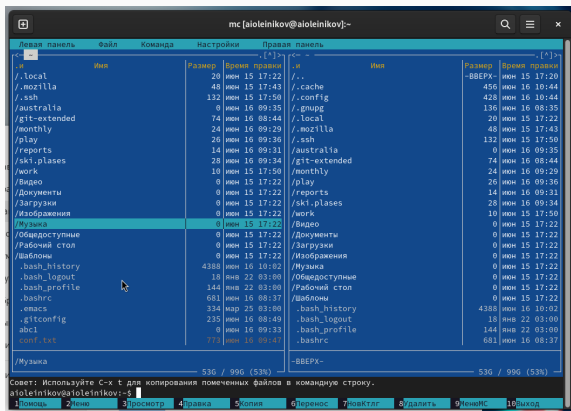 mc [aioleinikov@aioleinikov]:~
Левая панель Файл Команда Настройки Правая панель
<- ~ .[^]> <- ~ .[^]>
.и Имя Размер Время правки .и Имя Размер Время правки
/.local 20 июн 15 17:22 /.. -ВВЕРХ- июн 15 17:20
/.mozilla 48 июн 15 17:43 /.cache 456 июн 16 10:44
/.ssh 132 июн 15 17:50 /.config 428 июн 16 10:44
/australia 0 июн 16 09:35 /.gnupg 136 июн 16 08:35
/git-extended 74 июн 16 08:44 /.local 20 июн 15 17:22
/monthly 24 июн 16 09:29 /.mozilla 48 июн 15 17:43
/play 26 июн 16 09:36 /.ssh 132 июн 15 17:50
/reports 14 июн 16 09:31 /australia 0 июн 16 09:35
/ski.plases 28 июн 16 09:34 /git-extended 74 июн 16 08:44
/work 10 июн 15 17:50 /monthly 24 июн 16 09:29
/Видео 0 июн 15 17:22 /play 26 июн 16 09:36
/Документы 0 июн 15 17:22 /reports 14 июн 16 09:31
/Загрузки 0 июн 15 17:22 /ski.plases 28 июн 16 09:34
/Изображения 0 июн 15 17:22 /work 10 июн 15 17:50
/Музыка 0 июн 15 17:22 /Видео 0 июн 15 17:22
/Общедоступные 0 июн 15 17:22 /Документы 0 июн 15 17:22
/Рабочий стол 0 июн 15 17:22 /Загрузки 0 июн 15 17:22
/Шаблоны 0 июн 15 17:22 /Изображения 0 июн 15 17:22
.bash_history 4388 июн 16 10:02 /Музыка 0 июн 15 17:22
.bash_logout 18 янв 22 03:00 /Общедоступные 0 июн 15 17:22
.bash_profile 144 янв 22 03:00 /Рабочий стол 0 июн 15 17:22
.bashrc 681 июн 16 08:37 /Шаблоны 0 июн 15 17:22
.emacs 334 мар 25 03:00 .bash_history 4388 июн 16 10:02
.gitconfig 235 июн 16 08:49 .bash_logout 18 янв 22 03:00
abc1 0 июн 16 09:33 .bash_profile 144 янв 22 03:00
conf.txt 773 июн 16 09:47 .bashrc 681 июн 16 08:37
/Музыка -ВВЕРХ-
53G / 99G (53%) 53G / 99G (53%)
Совет: Используйте C-x t для копирования помеченных файлов в командную строку.
aioleinikov@aioleinikov:~$
1Помощь 2Меню 3Просмотр 4Правка 5Копия 6Перенос 7НовКтлг 8Удалить 9МенюMC 10Выход